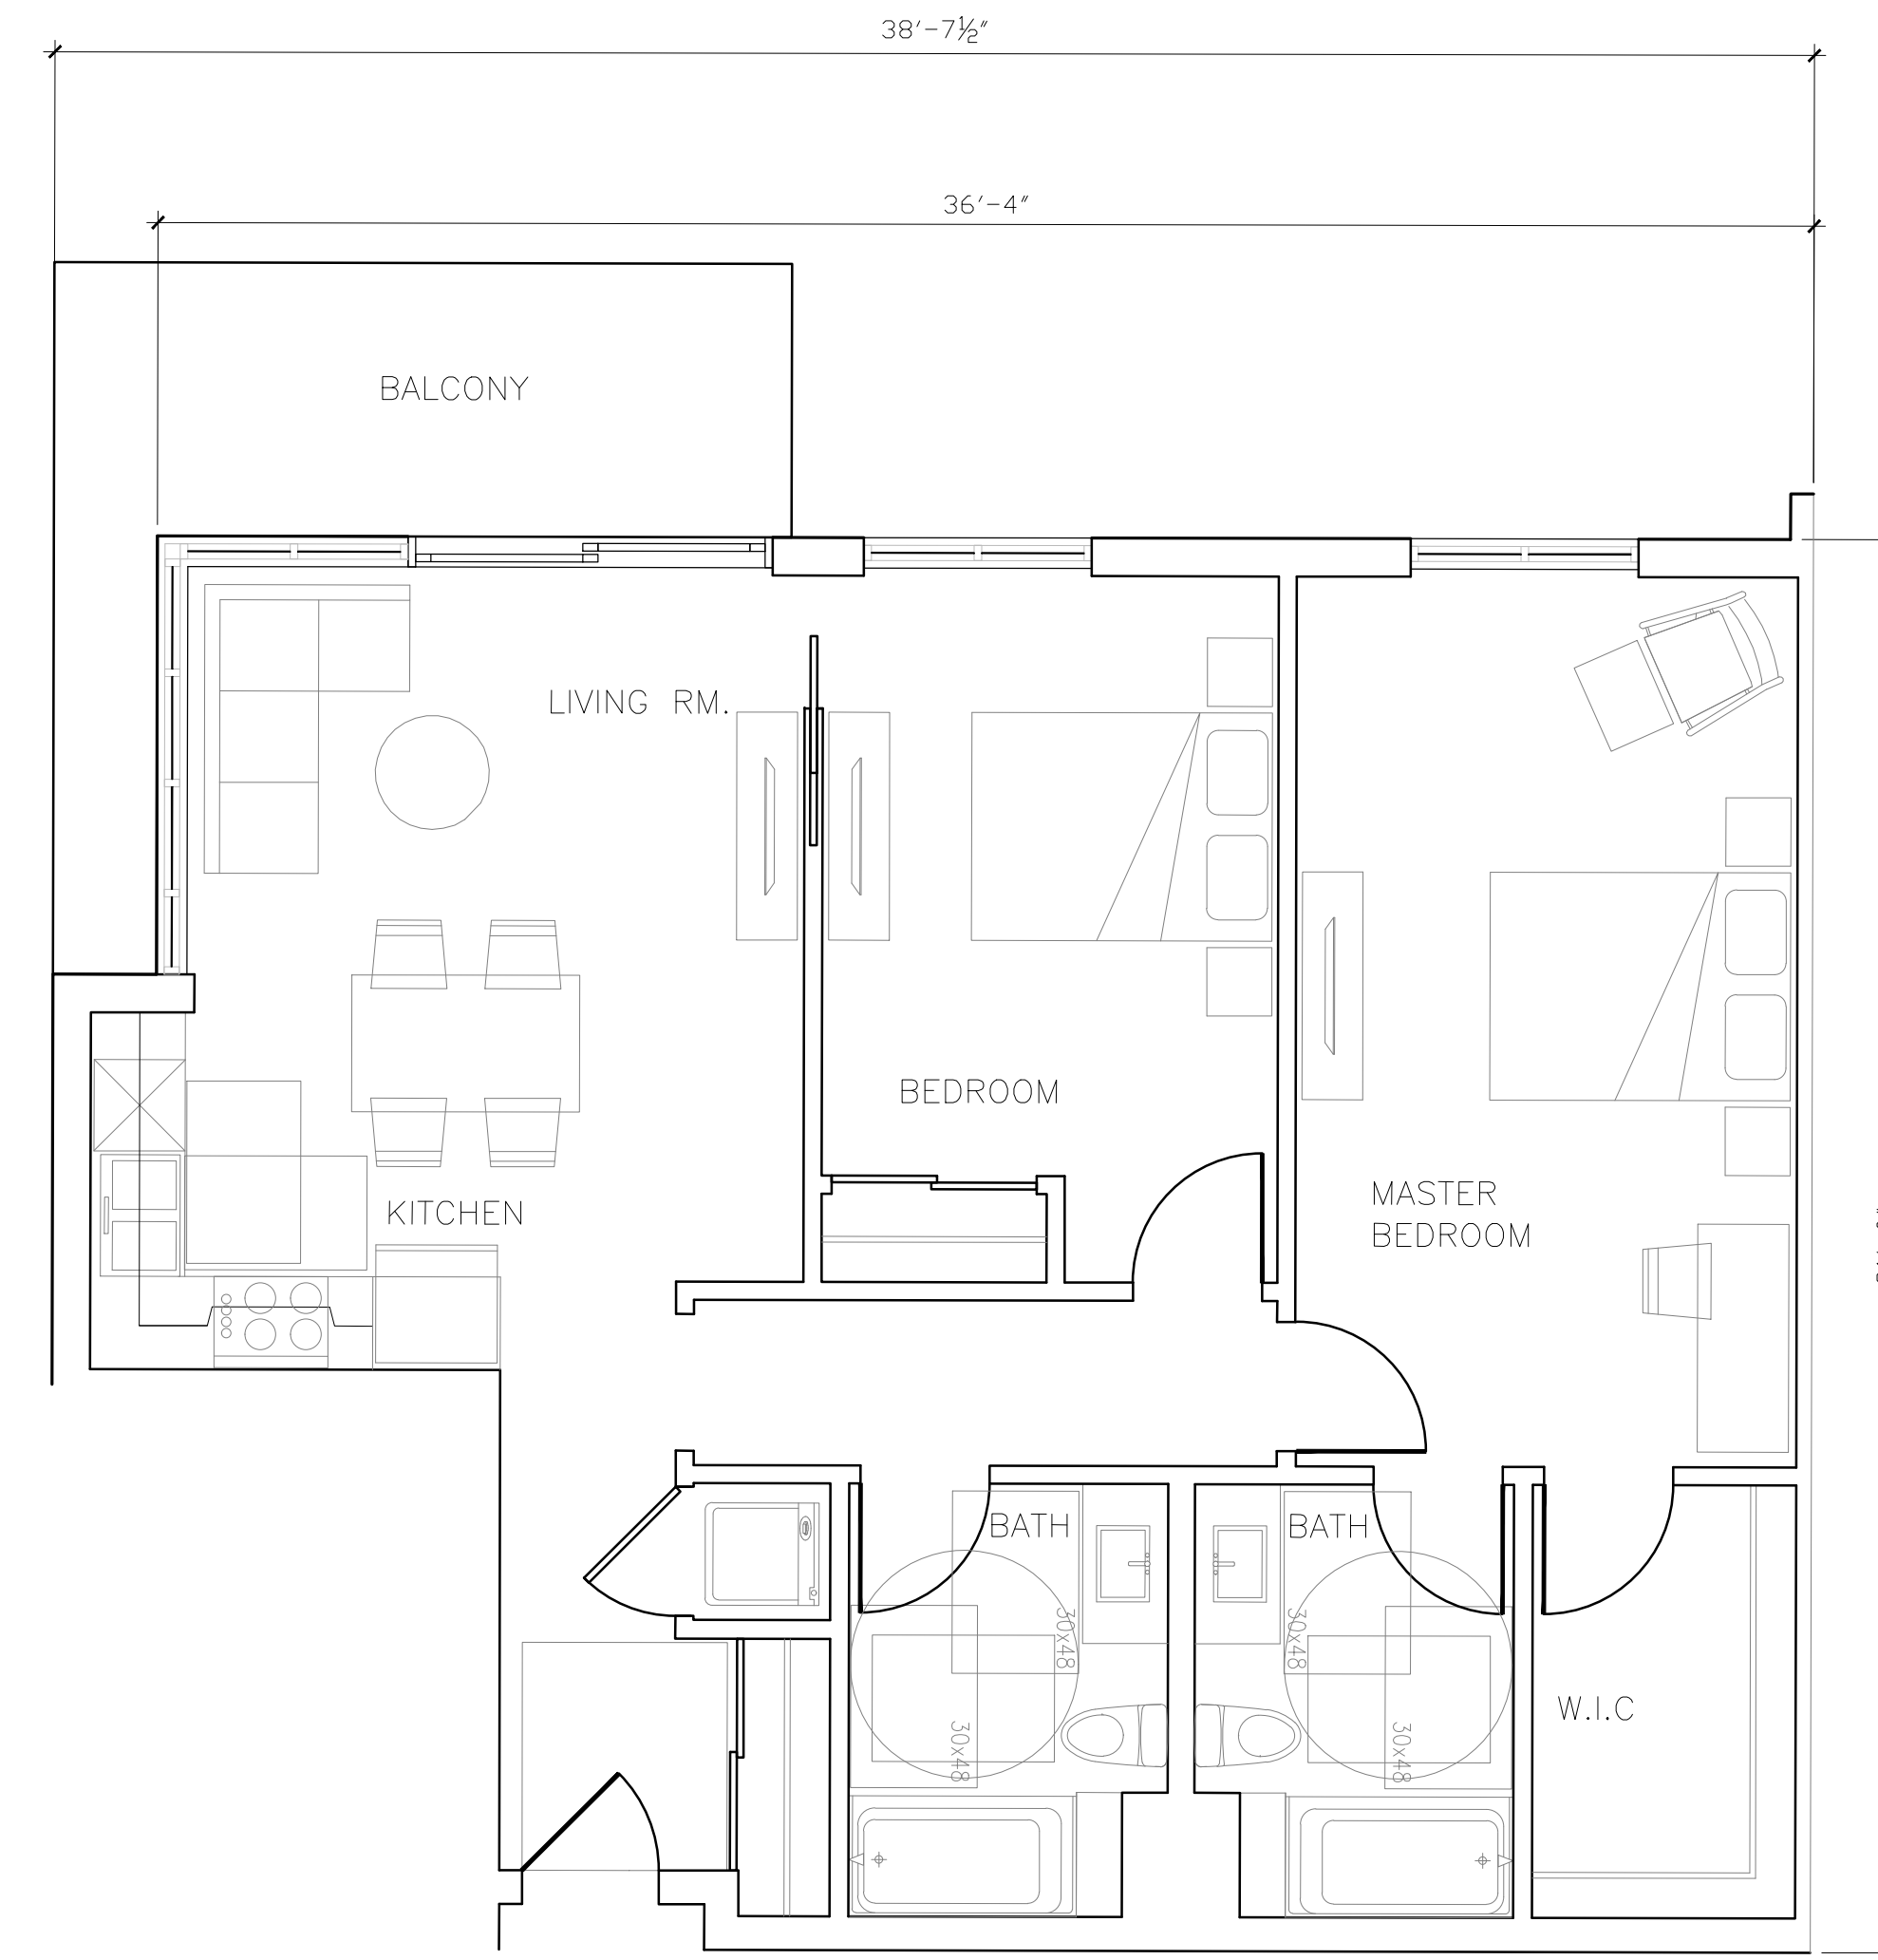 38'-7½"
36'-4"
BALCONY
LIVING RM.
BEDROOM
MASTER
BEDROOM
KITCHEN
BATH
BATH
30x48
30x48
W.I.C
30x48
30x48